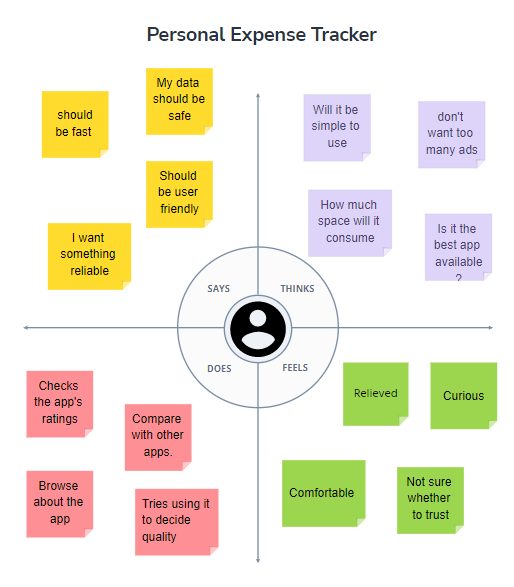 Personal Expense Tracker
should
be fast
My data
should be
safe
Should
be user
friendly
I want
something
reliable
Will it be
simple to
use
don't
want too
many ads
How much
space will it
consume
Is it the
best app
available
?
SAYS
THINKS
DOES
FEELS
Checks
the app's
ratings
Compare
with other
apps.
Browse
about the
app
Tries using it
to decide
quality
Relieved
Curious
Comfortable
Not sure
whether
to trust